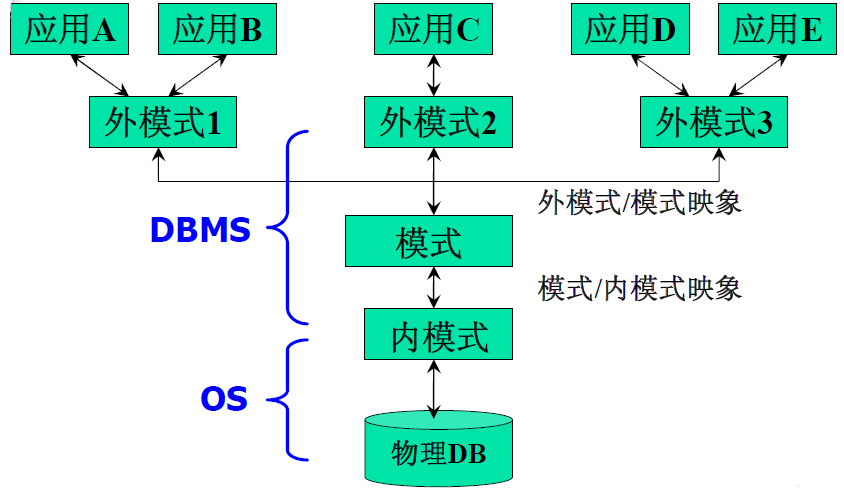 应用A
应用B
应用C
应用D
应用E
外模式1
外模式2
外模式3
外模式/模式映象
DBMS
模式
模式/内模式映象
内模式
OS
物理DB